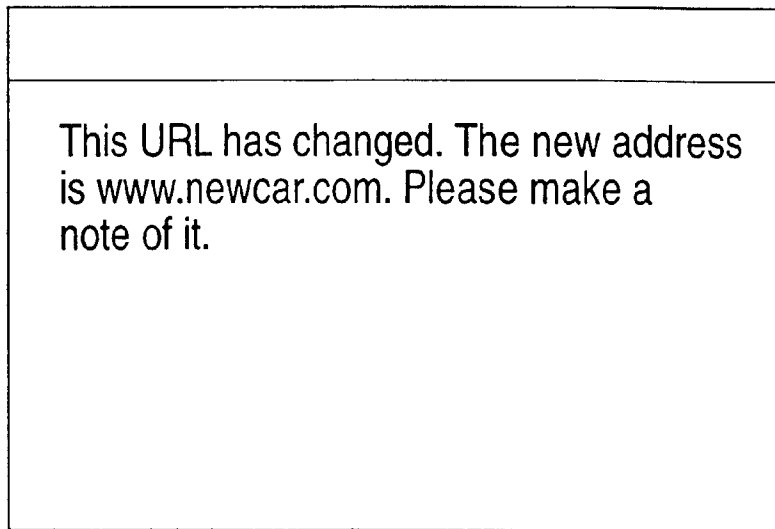 This URL has changed. The new address
is www.newcar.com. Please make a
note of it.